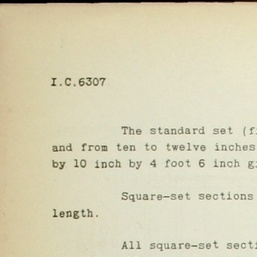 I.C.6307
The standard set (f
and from ten to twelve inches
by 10 inch by 4 foot 6 inch g
Square-set sections
length.
All square-set secti